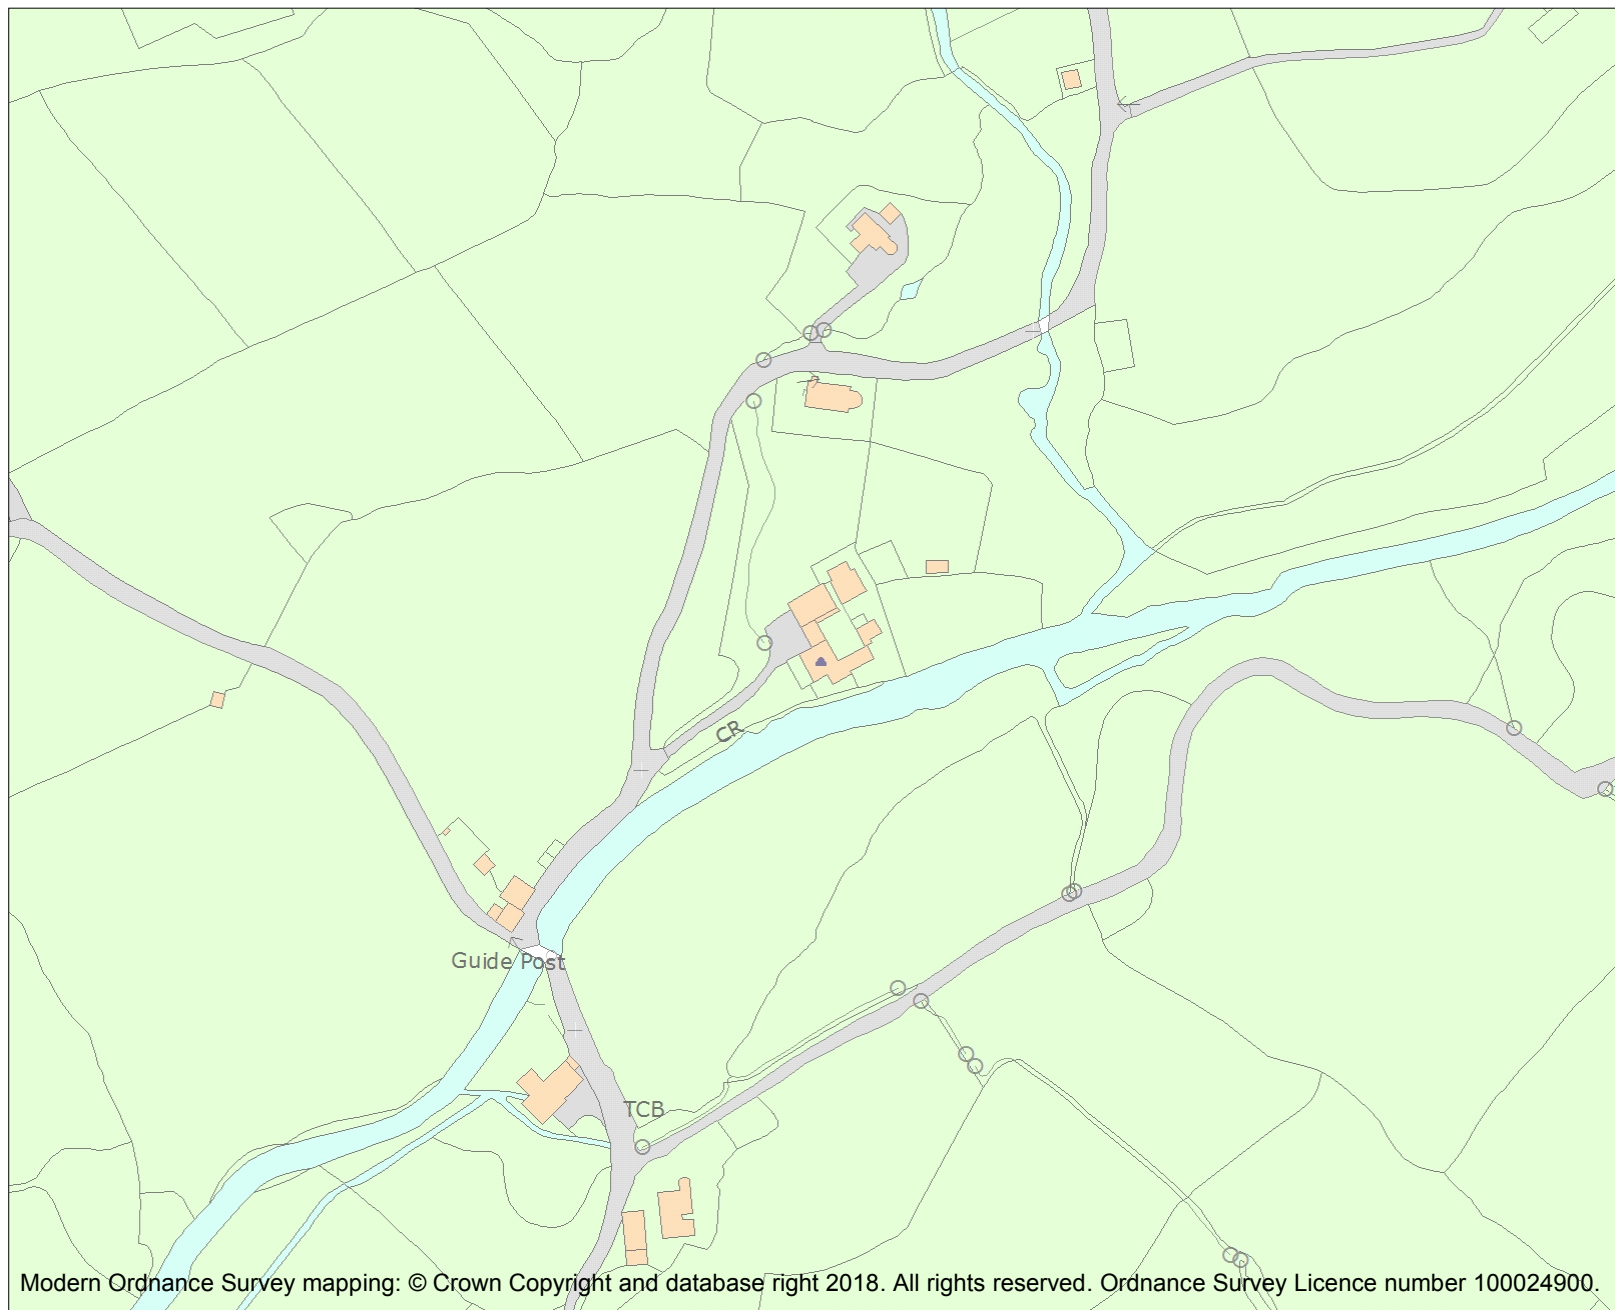 CR
Guide Post
TCB
Modern Ordnance Survey mapping: © Crown Copyright and database right 2018. All rights reserved. Ordnance Survey Licence number 100024900.